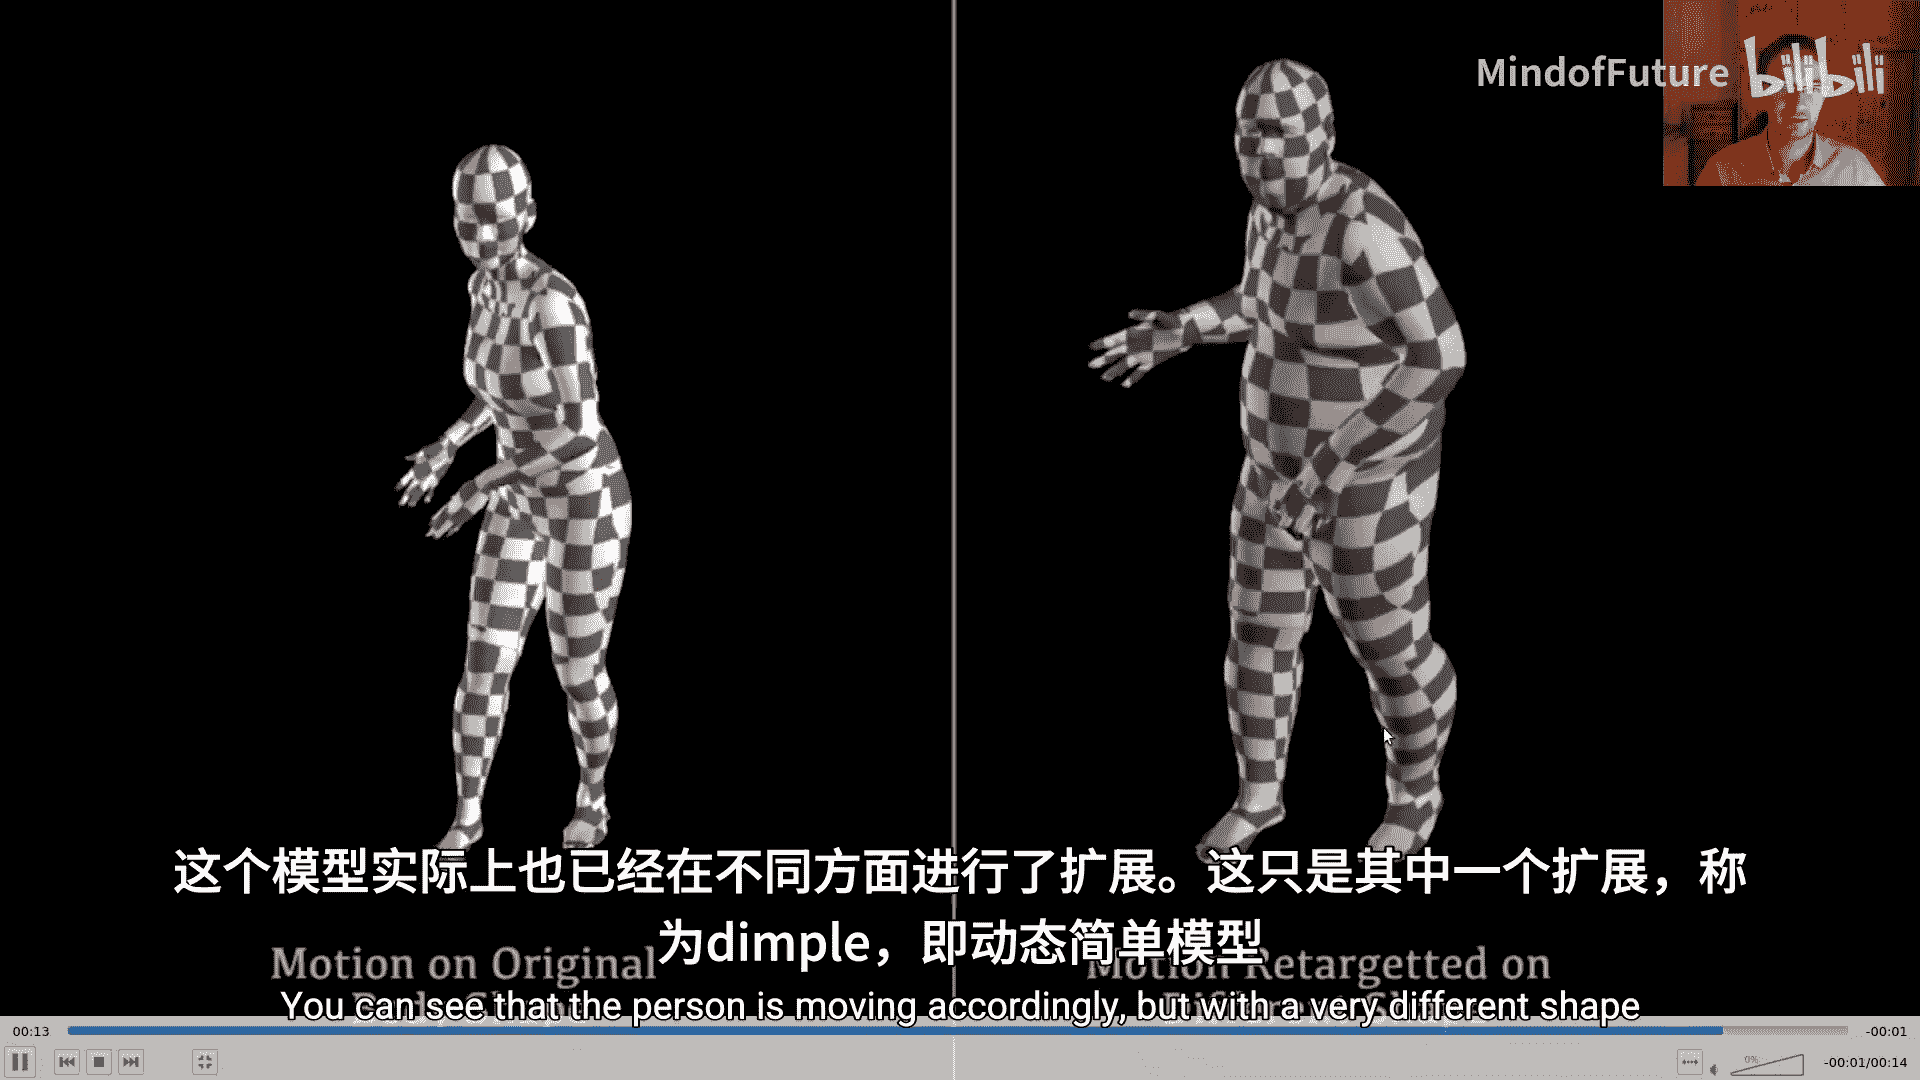 MindofFuture bilibili
这个模型实际上也已经在不同方面进行了扩展。这只是其中一个扩展，称
为dimple，即动态简单模型
Motion on Original
Motion Retargetted on
You can see that the person is moving accordingly, but with a very different shape
00:13
-00:01
0%
-00:01/00:14